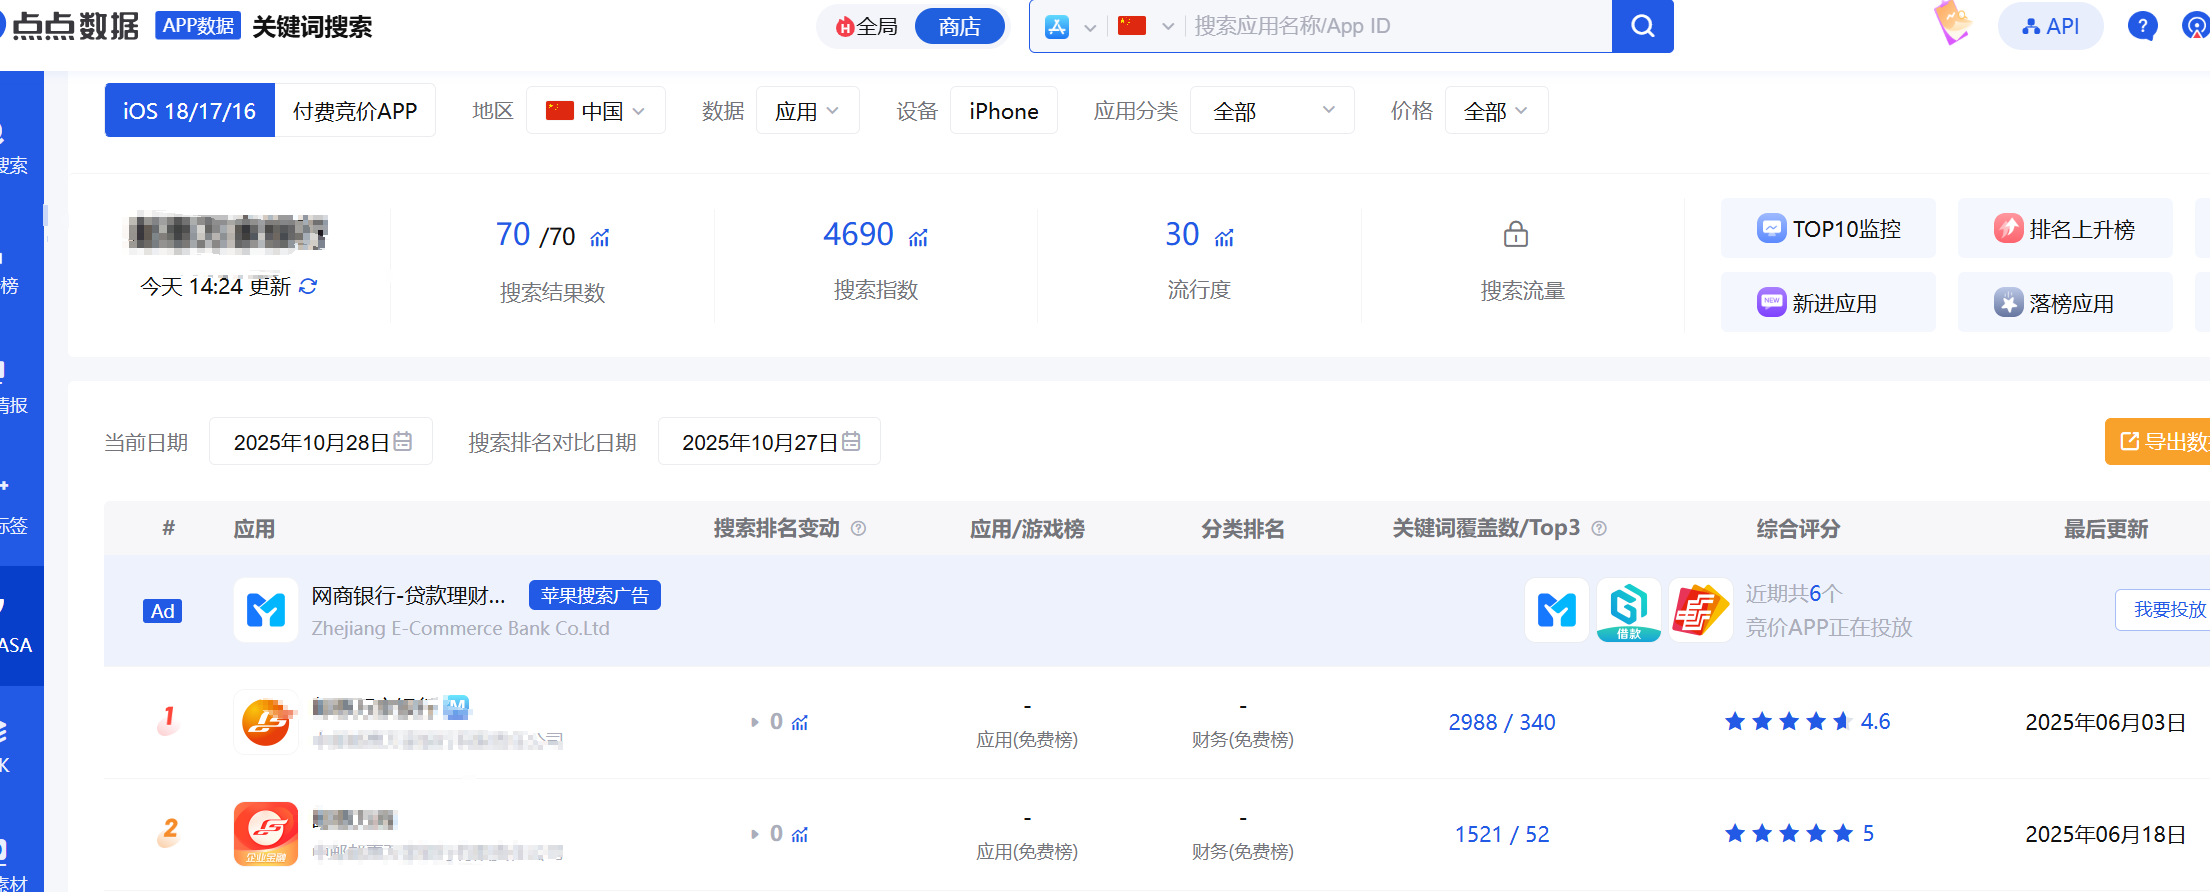 点点数据 APP数据 关键词搜索
全局 商店
搜索应用名称/App ID
API
iOS 18/17/16 付费竞价APP 地区 中国 数据 应用 设备 iPhone 应用分类 全部 价格 全部
搜索
榜
情报
标签
ASA
K
素材
今天 14:24 更新
70 /70
搜索结果数
4690
搜索指数
30
流行度
搜索流量
TOP10监控 排名上升榜
NEW 新进应用 落榜应用
当前日期 2025年10月28日 搜索排名对比日期 2025年10月27日 导出数据
# 应用 搜索排名变动 应用/游戏榜 分类排名 关键词覆盖数/Top3 综合评分 最后更新
Ad 网商银行-贷款理财... 苹果搜索广告
Zhejiang E-Commerce Bank Co.Ltd
借款
近期共6个
竞价APP正在投放
我要投放
1 0 - - 2988 / 340 4.6 2025年06月03日
公司 应用(免费榜) 财务(免费榜)
2 0 - - 1521 / 52 5 2025年06月18日
企业金融 应用(免费榜) 财务(免费榜)